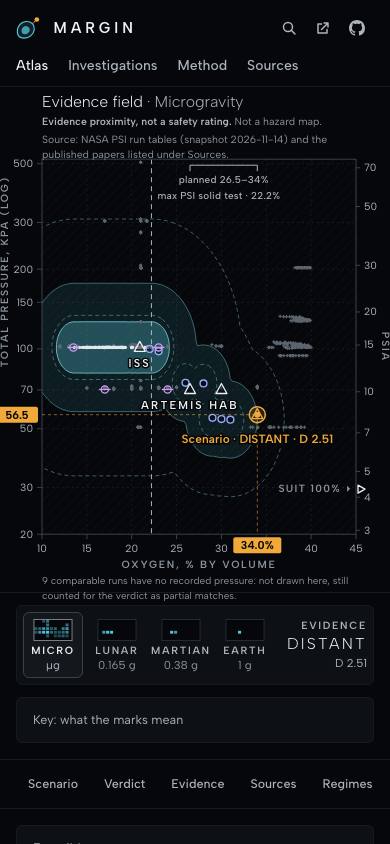 MARGIN
Atlas Investigations Method Sources
Evidence field · Microgravity
Evidence proximity, not a safety rating. Not a hazard map.
Source: NASA PSI run tables (snapshot 2026-11-14) and the
published papers listed under Sources.
TOTAL PRESSURE, KPA (LOG)
500
300
200
150
100
70
50
30
20
56.5
planned 26.5–34%
max PSI solid test · 22.2%
ISS
ARTEMIS HAB
Scenario · DISTANT · D 2.51
SUIT 100%
70
50
30
20
15
10
7
5
4
3
PSIA
10 15 20 25 30 34.0% 40 45
OXYGEN, % BY VOLUME
9 comparable runs have no recorded pressure: not drawn here, still
counted for the verdict as partial matches.
MICRO
µg
LUNAR
0.165 g
MARTIAN
0.38 g
EARTH
1 g
EVIDENCE
DISTANT
D 2.51
Key: what the marks mean
Scenario Verdict Evidence Sources Regimes